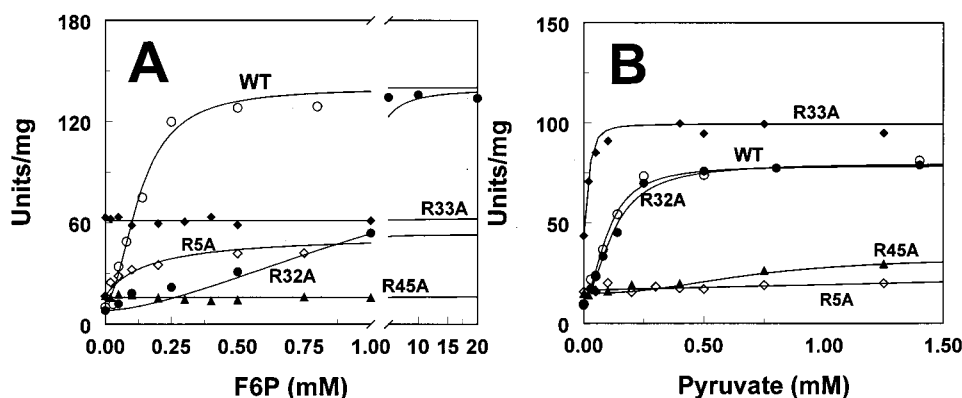 A
B
180
WT
120
Units/mg
R33A
60
R5A
R32A
R45A
0
0.00 0.25 0.50 0.75 1.00 10 15 20
F6P (mM)
150
100
R33A
WT
Units/mg
R32A
50
R45A
R5A
0
0.00 0.50 1.00 1.50
Pyruvate (mM)